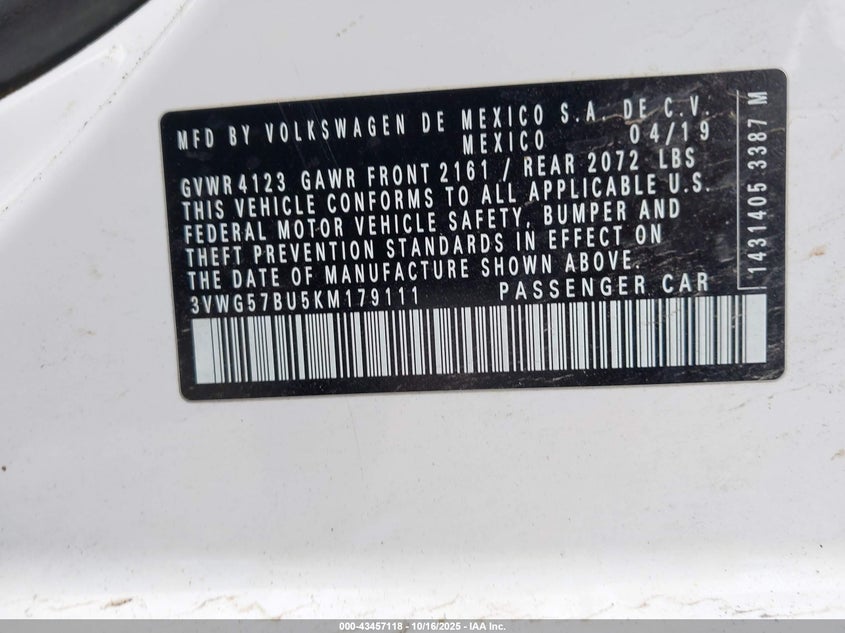 MFD BY VOLKSWAGEN DE MEXICO S.A. DE C.V.
MEXICO 04/19
GVWR 4123 GAWR FRONT 2161 / REAR 2072 LBS
THIS VEHICLE CONFORMS TO ALL APPLICABLE U.S.
FEDERAL MOTOR VEHICLE SAFETY, BUMPER AND
THEFT PREVENTION STANDARDS IN EFFECT ON
THE DATE OF MANUFACTURE SHOWN ABOVE.
3VWG57BU5KM179111 PASSENGER CAR
1431405 3387 M
000-43457118 - 10/16/2025 - IAA Inc.